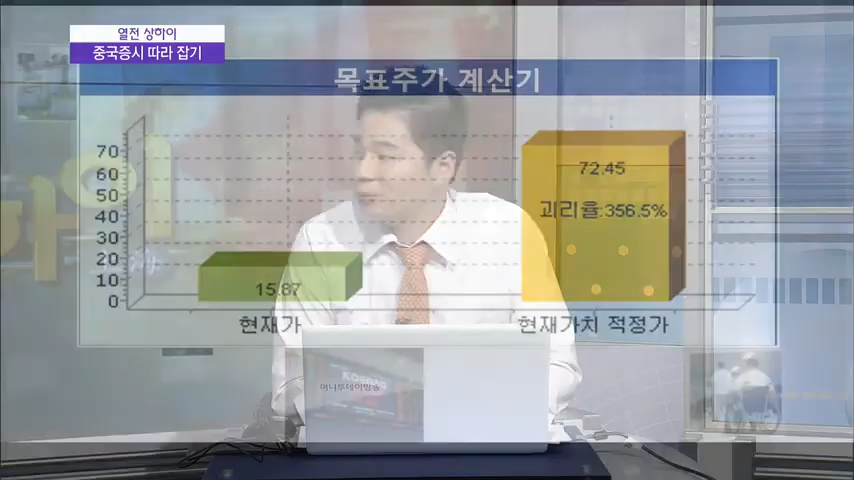 열전 상하이
중국증시 따라 잡기
목표주가 계산기
70
60
50
40
30
20
10
0
72.45
괴리율:356.5%
15.87
현재가
현재가치 적정가
머니투데이방송